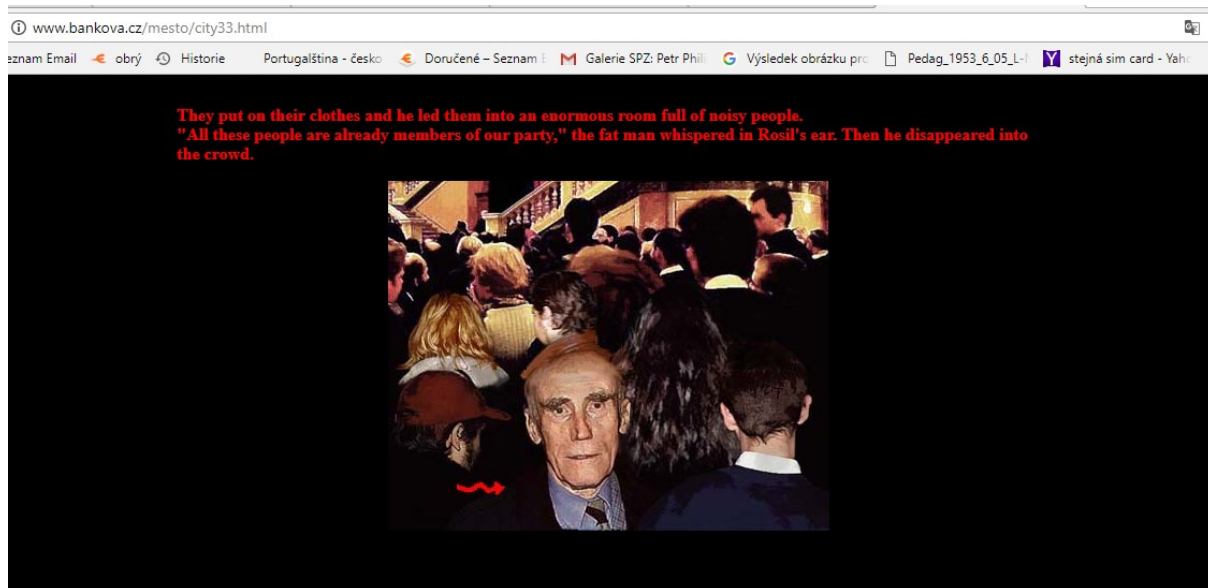 www.bankova.cz/mesto/city33.html
eznam Email obrý Historie Portugalština - česko Doručené – Seznam Galerie SPZ: Petr Phili Výsledek obrázku pro Pedag_1953_6_05_L- stejná sim card - Yah
They put on their clothes and he led them into an enormous room full of noisy people.
"All these people are already members of our party," the fat man whispered in Rosil's ear. Then he disappeared into
the crowd.